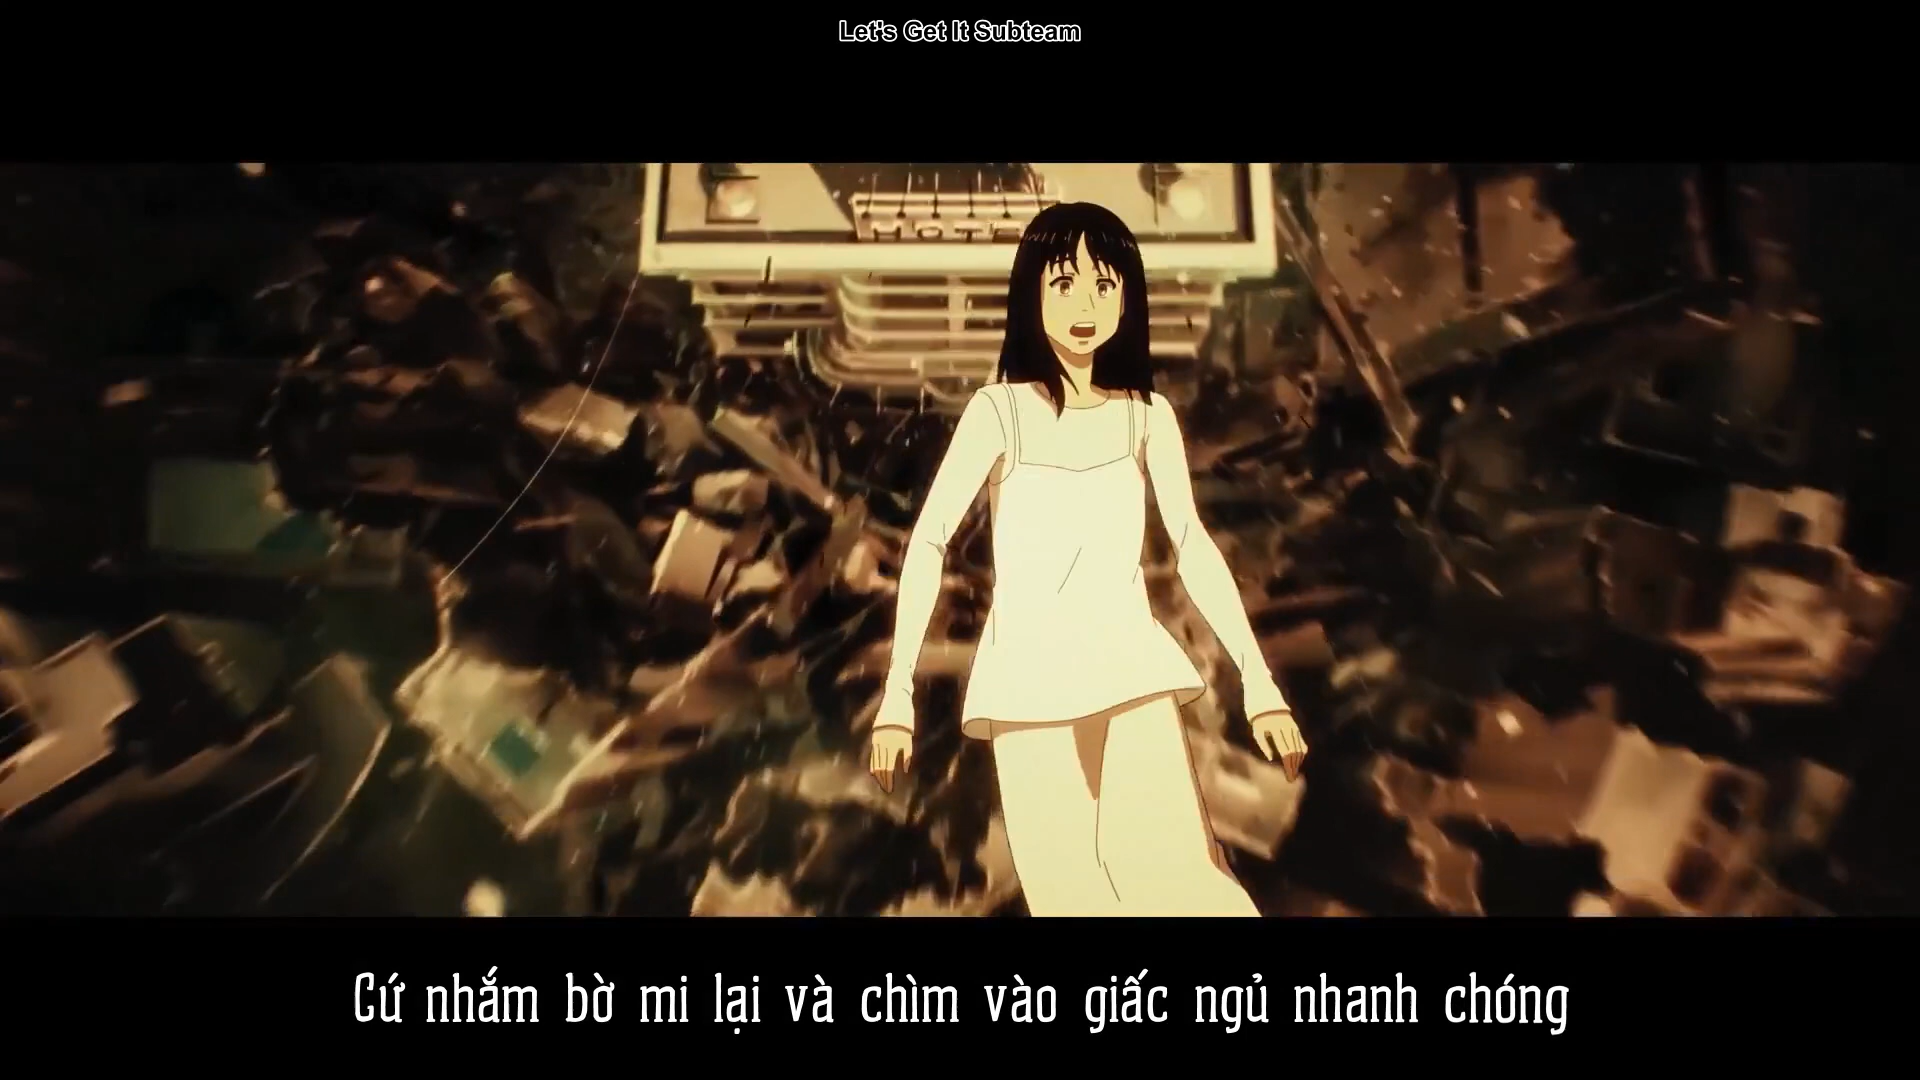 Let's Get It Subteam
Cứ nhắm bờ mi lại và chìm vào giấc ngủ nhanh chóng